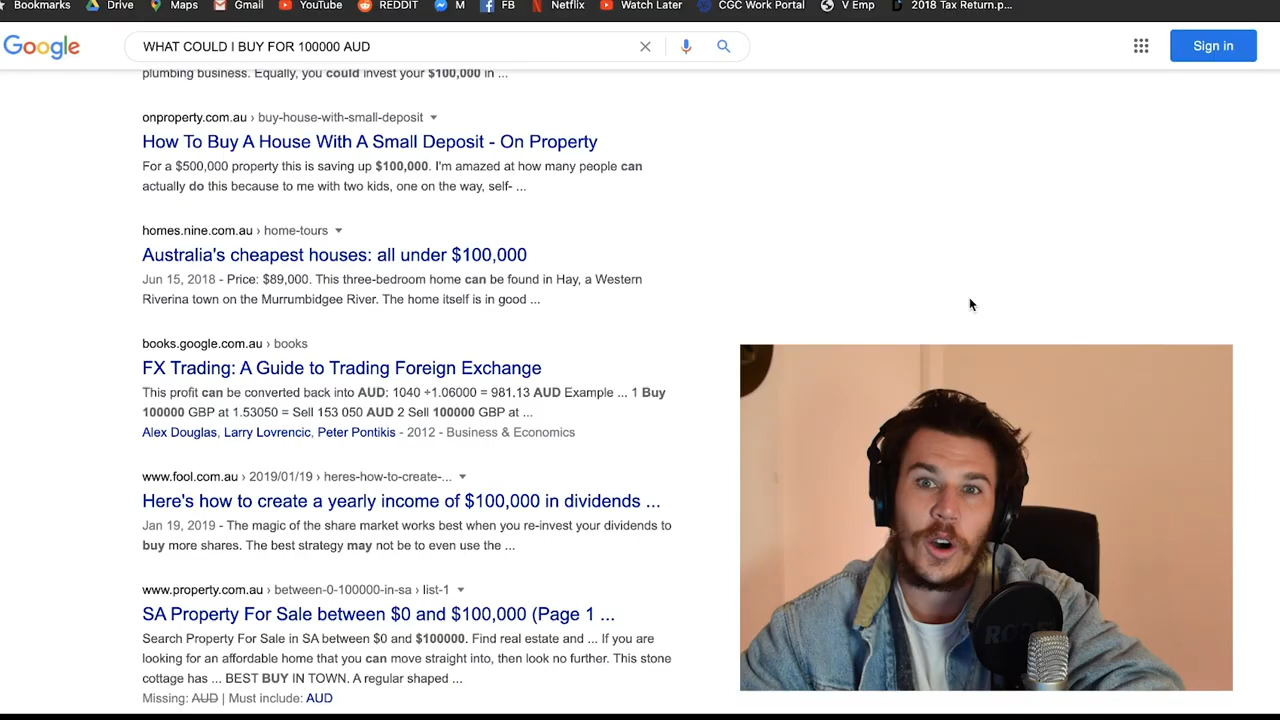 Bookmarks Drive Maps Gmail YouTube REDDIT M FB Netflix Watch Later CGC Work Portal V Emp 2018 Tax Return.p...
Google WHAT COULD I BUY FOR 100000 AUD Sign in
plumbing business. Equally, you could invest your $100,000 in ...
onproperty.com.au › buy-house-with-small-deposit
How To Buy A House With A Small Deposit - On Property
For a $500,000 property this is saving up $100,000. I'm amazed at how many people can
actually do this because to me with two kids, one on the way, self- ...
homes.nine.com.au › home-tours
Australia's cheapest houses: all under $100,000
Jun 15, 2018 - Price: $89,000. This three-bedroom home can be found in Hay, a Western
Riverina town on the Murrumbidgee River. The home itself is in good ...
books.google.com.au › books
FX Trading: A Guide to Trading Foreign Exchange
This profit can be converted back into AUD: 1040 ÷1.06000 = 981.13 AUD Example ... 1 Buy
100000 GBP at 1.53050 = Sell 153 050 AUD 2 Sell 100000 GBP at ...
Alex Douglas, Larry Lovrencic, Peter Pontikis - 2012 - Business & Economics
www.fool.com.au › 2019/01/19 › heres-how-to-create-...
Here's how to create a yearly income of $100,000 in dividends ...
Jan 19, 2019 - The magic of the share market works best when you re-invest your dividends to
buy more shares. The best strategy may not be to even use the ...
www.property.com.au › between-0-100000-in-sa › list-1
SA Property For Sale between $0 and $100,000 (Page 1 ...
Search Property For Sale in SA between $0 and $100000. Find real estate and ... If you are
looking for an affordable home that you can move straight into, then look no further. This stone
cottage has ... BEST BUY IN TOWN. A regular shaped ...
Missing: AUD | Must include: AUD
RODE